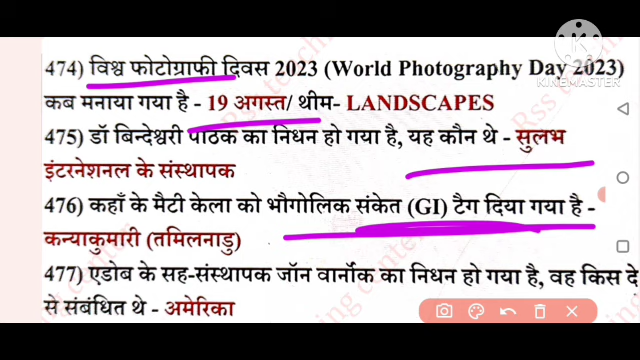 474) विश्व फोटोग्राफी दिवस 2023 (World Photography Day 2023)
कब मनाया गया है - 19 अगस्त/ थीम- LANDSCAPES
475) डॉ बिन्देश्वरी पाठक का निधन हो गया है, यह कौन थे - सुलभ
इंटरनेशनल के संस्थापक
476) कहाँ के मैटी केला को भौगोलिक संकेत (GI) टैग दिया गया है -
कन्याकुमारी (तमिलनाडु)
477) एडोब के सह-संस्थापक जॉन वार्नोक का निधन हो गया है, वह किस दे
से संबंधित थे - अमेरिका
KINEMASTER